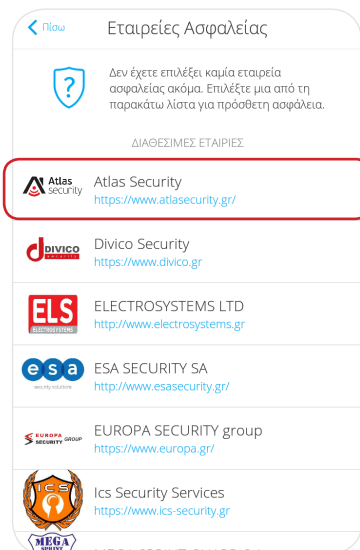 Πίσω
Εταιρείες Ασφαλείας
?
Δεν έχετε επιλέξει καμία εταιρεία
ασφαλείας ακόμα. Επιλέξτε μια από τη
παρακάτω λίστα για πρόσθετη ασφάλεια.
ΔΙΑΘΕΣΙΜΕΣ ΕΤΑΙΡΙΕΣ
Atlas
security
Atlas Security
https://www.atlasecurity.gr/
DIVICO
security
Divico Security
https://www.divico.gr
ELS
ELECTROSYSTEMS
ELECTROSYSTEMS LTD
http://www.electrosystems.gr
esa
security solutions
ESA SECURITY SA
http://www.esasecurity.gr/
EUROPA
SECURITY GROUP
EUROPA SECURITY group
https://www.europa.gr/
ICS
Ics Security Services
https://www.ics-security.gr
MEGA
SPRINT